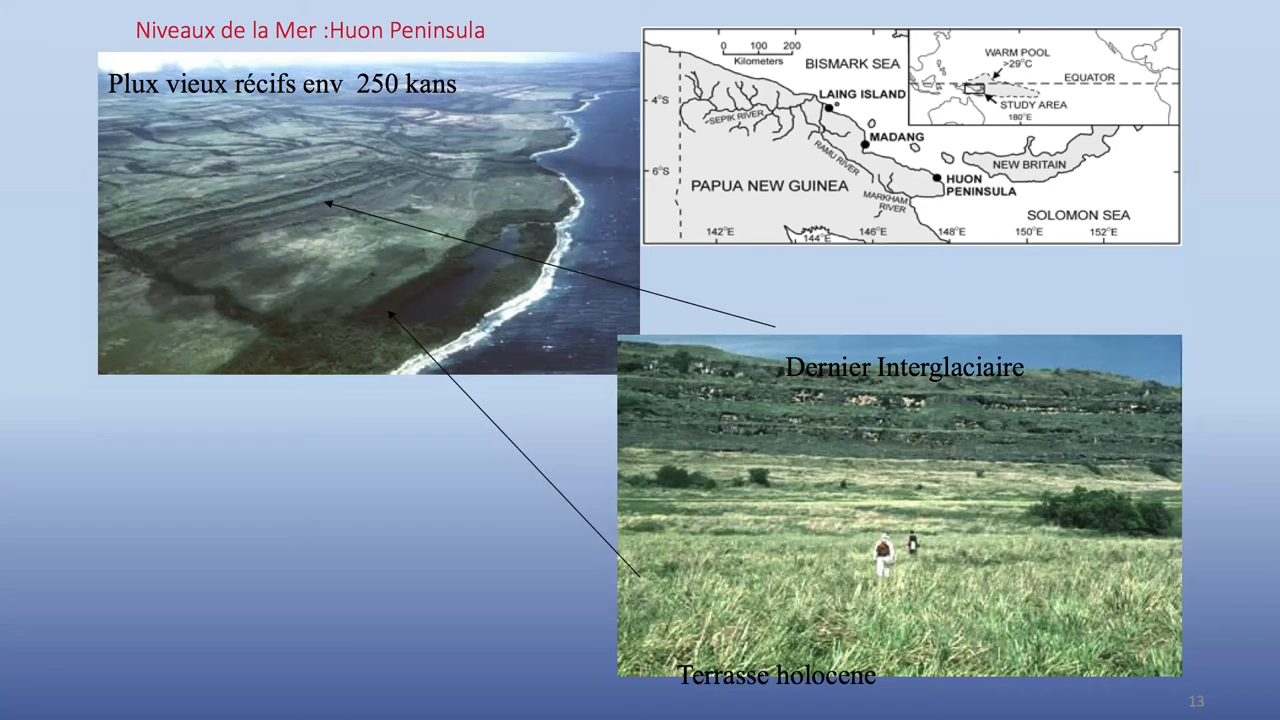 Niveaux de la Mer :Huon Peninsula
Plux vieux récifs env  250 kans
0 100 200
Kilometers
BISMARK SEA
WARM POOL
>29°C
EQUATOR
STUDY AREA
180°E
4°S
LAING ISLAND
SEPIK RIVER
MADANG
RAMU RIVER
NEW BRITAIN
6°S
PAPUA NEW GUINEA
HUON
PENINSULA
MARKHAM
RIVER
SOLOMON SEA
142°E 144°E 146°E 148°E 150°E 152°E
Dernier Interglaciaire
Terrasse holocene
13